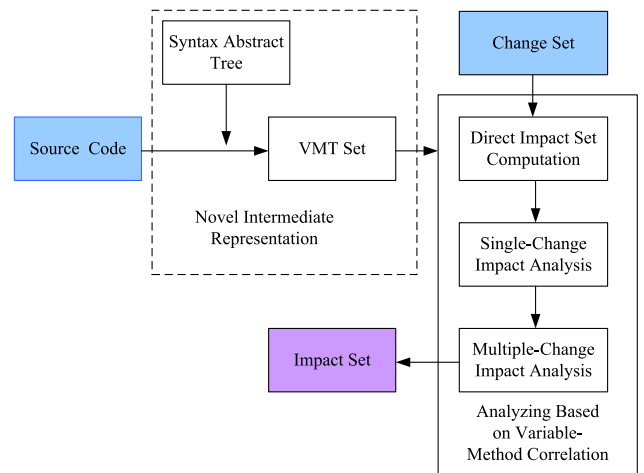 Syntax Abstract
Tree
Change Set
Source Code
VMT Set
Direct Impact Set
Computation
Novel Intermediate
Representation
Single-Change
Impact Analysis
Impact Set
Multiple-Change
Impact Analysis
Analyzing Based
on Variable-
Method Correlation